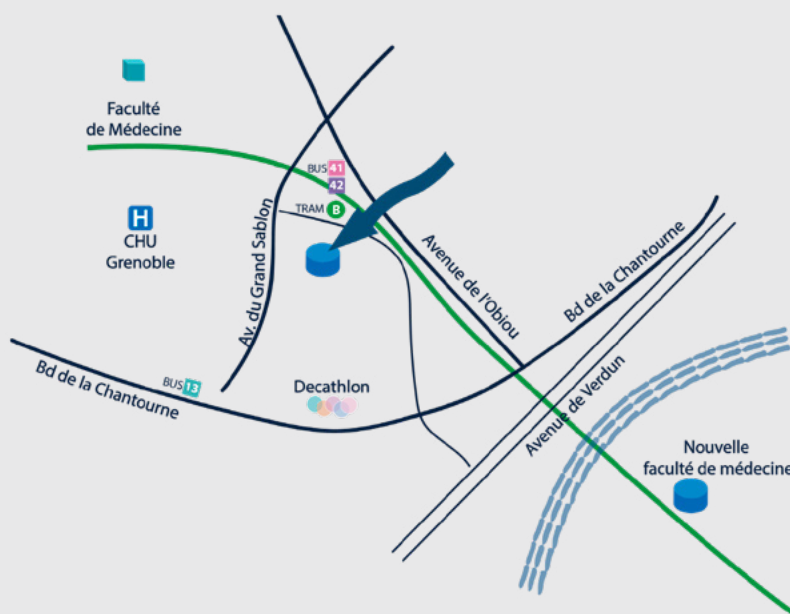 Faculté
de Médecine
BUS 41
42
TRAM B
H
CHU
Grenoble
Av. du Grand Sablon
Avenue de l'Obiou
Bd de la Chantourne
Bd de la Chantourne
BUS 13
Decathlon
Avenue de Verdun
Nouvelle
faculté de médecine